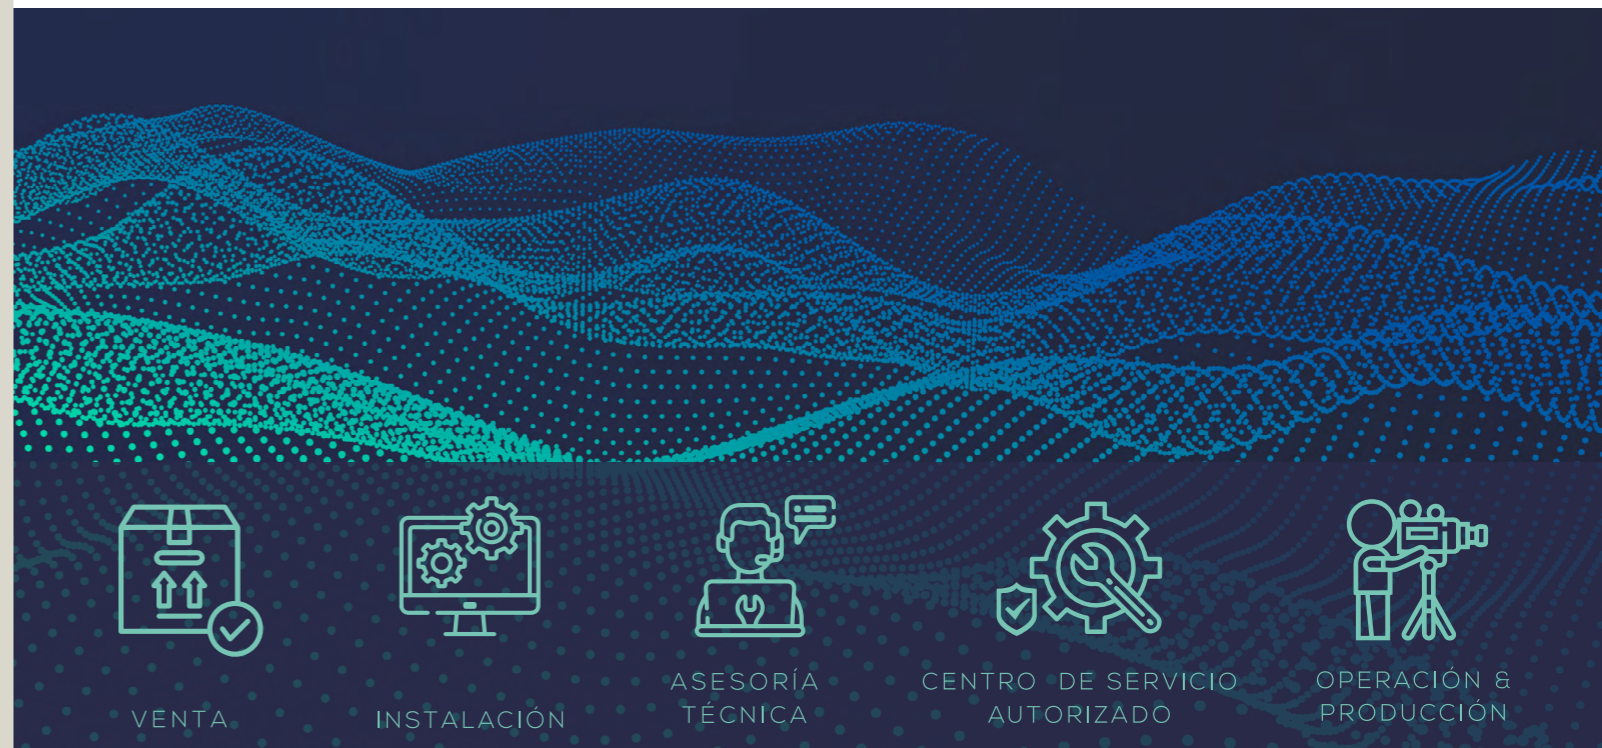 VENTA
INSTALACIÓN
ASESORÍA
TÉCNICA
CENTRO DE SERVICIO
AUTORIZADO
OPERACIÓN &
PRODUCCIÓN